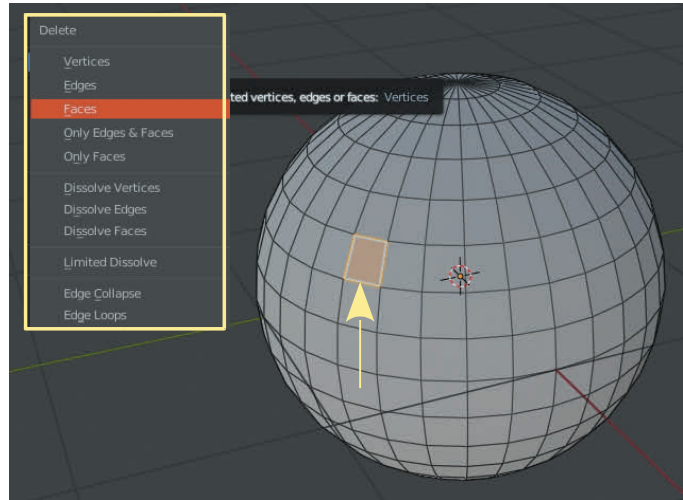 Delete
Vertices
Edges
Faces
ted vertices, edges or faces: Vertices
Only Edges & Faces
Only Faces
Dissolve Vertices
Dissolve Edges
Dissolve Faces
Limited Dissolve
Edge Collapse
Edge Loops